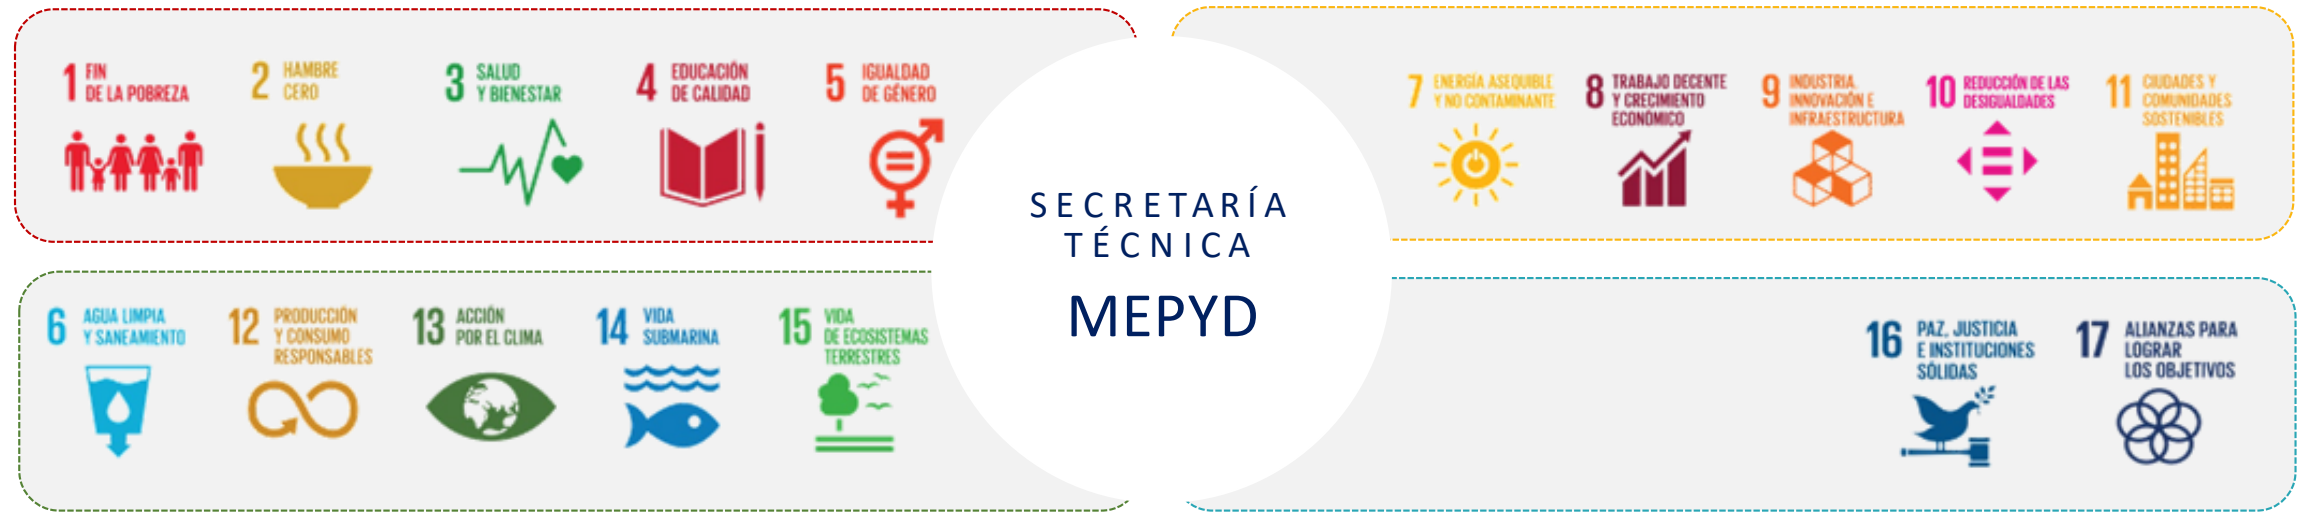 1 FIN
DE LA POBREZA
2 HAMBRE
CERO
3 SALUD
Y BIENESTAR
4 EDUCACIÓN
DE CALIDAD
5 IGUALDAD
DE GÉNERO
7 ENERGÍA ASEQUIBLE
Y NO CONTAMINANTE
8 TRABAJO DECENTE
Y CRECIMIENTO
ECONÓMICO
9 INDUSTRIA,
INNOVACIÓN E
INFRAESTRUCTURA
10 REDUCCIÓN DE LAS
DESIGUALDADES
11 CIUDADES Y
COMUNIDADES
SOSTENIBLES
SECRETARÍA
TÉCNICA
MEPYD
6 AGUA LIMPIA
Y SANEAMIENTO
12 PRODUCCIÓN
Y CONSUMO
RESPONSABLES
13 ACCIÓN
POR EL CLIMA
14 VIDA
SUBMARINA
15 VIDA
DE ECOSISTEMAS
TERRESTRES
16 PAZ, JUSTICIA
E INSTITUCIONES
SÓLIDAS
17 ALIANZAS PARA
LOGRAR
LOS OBJETIVOS